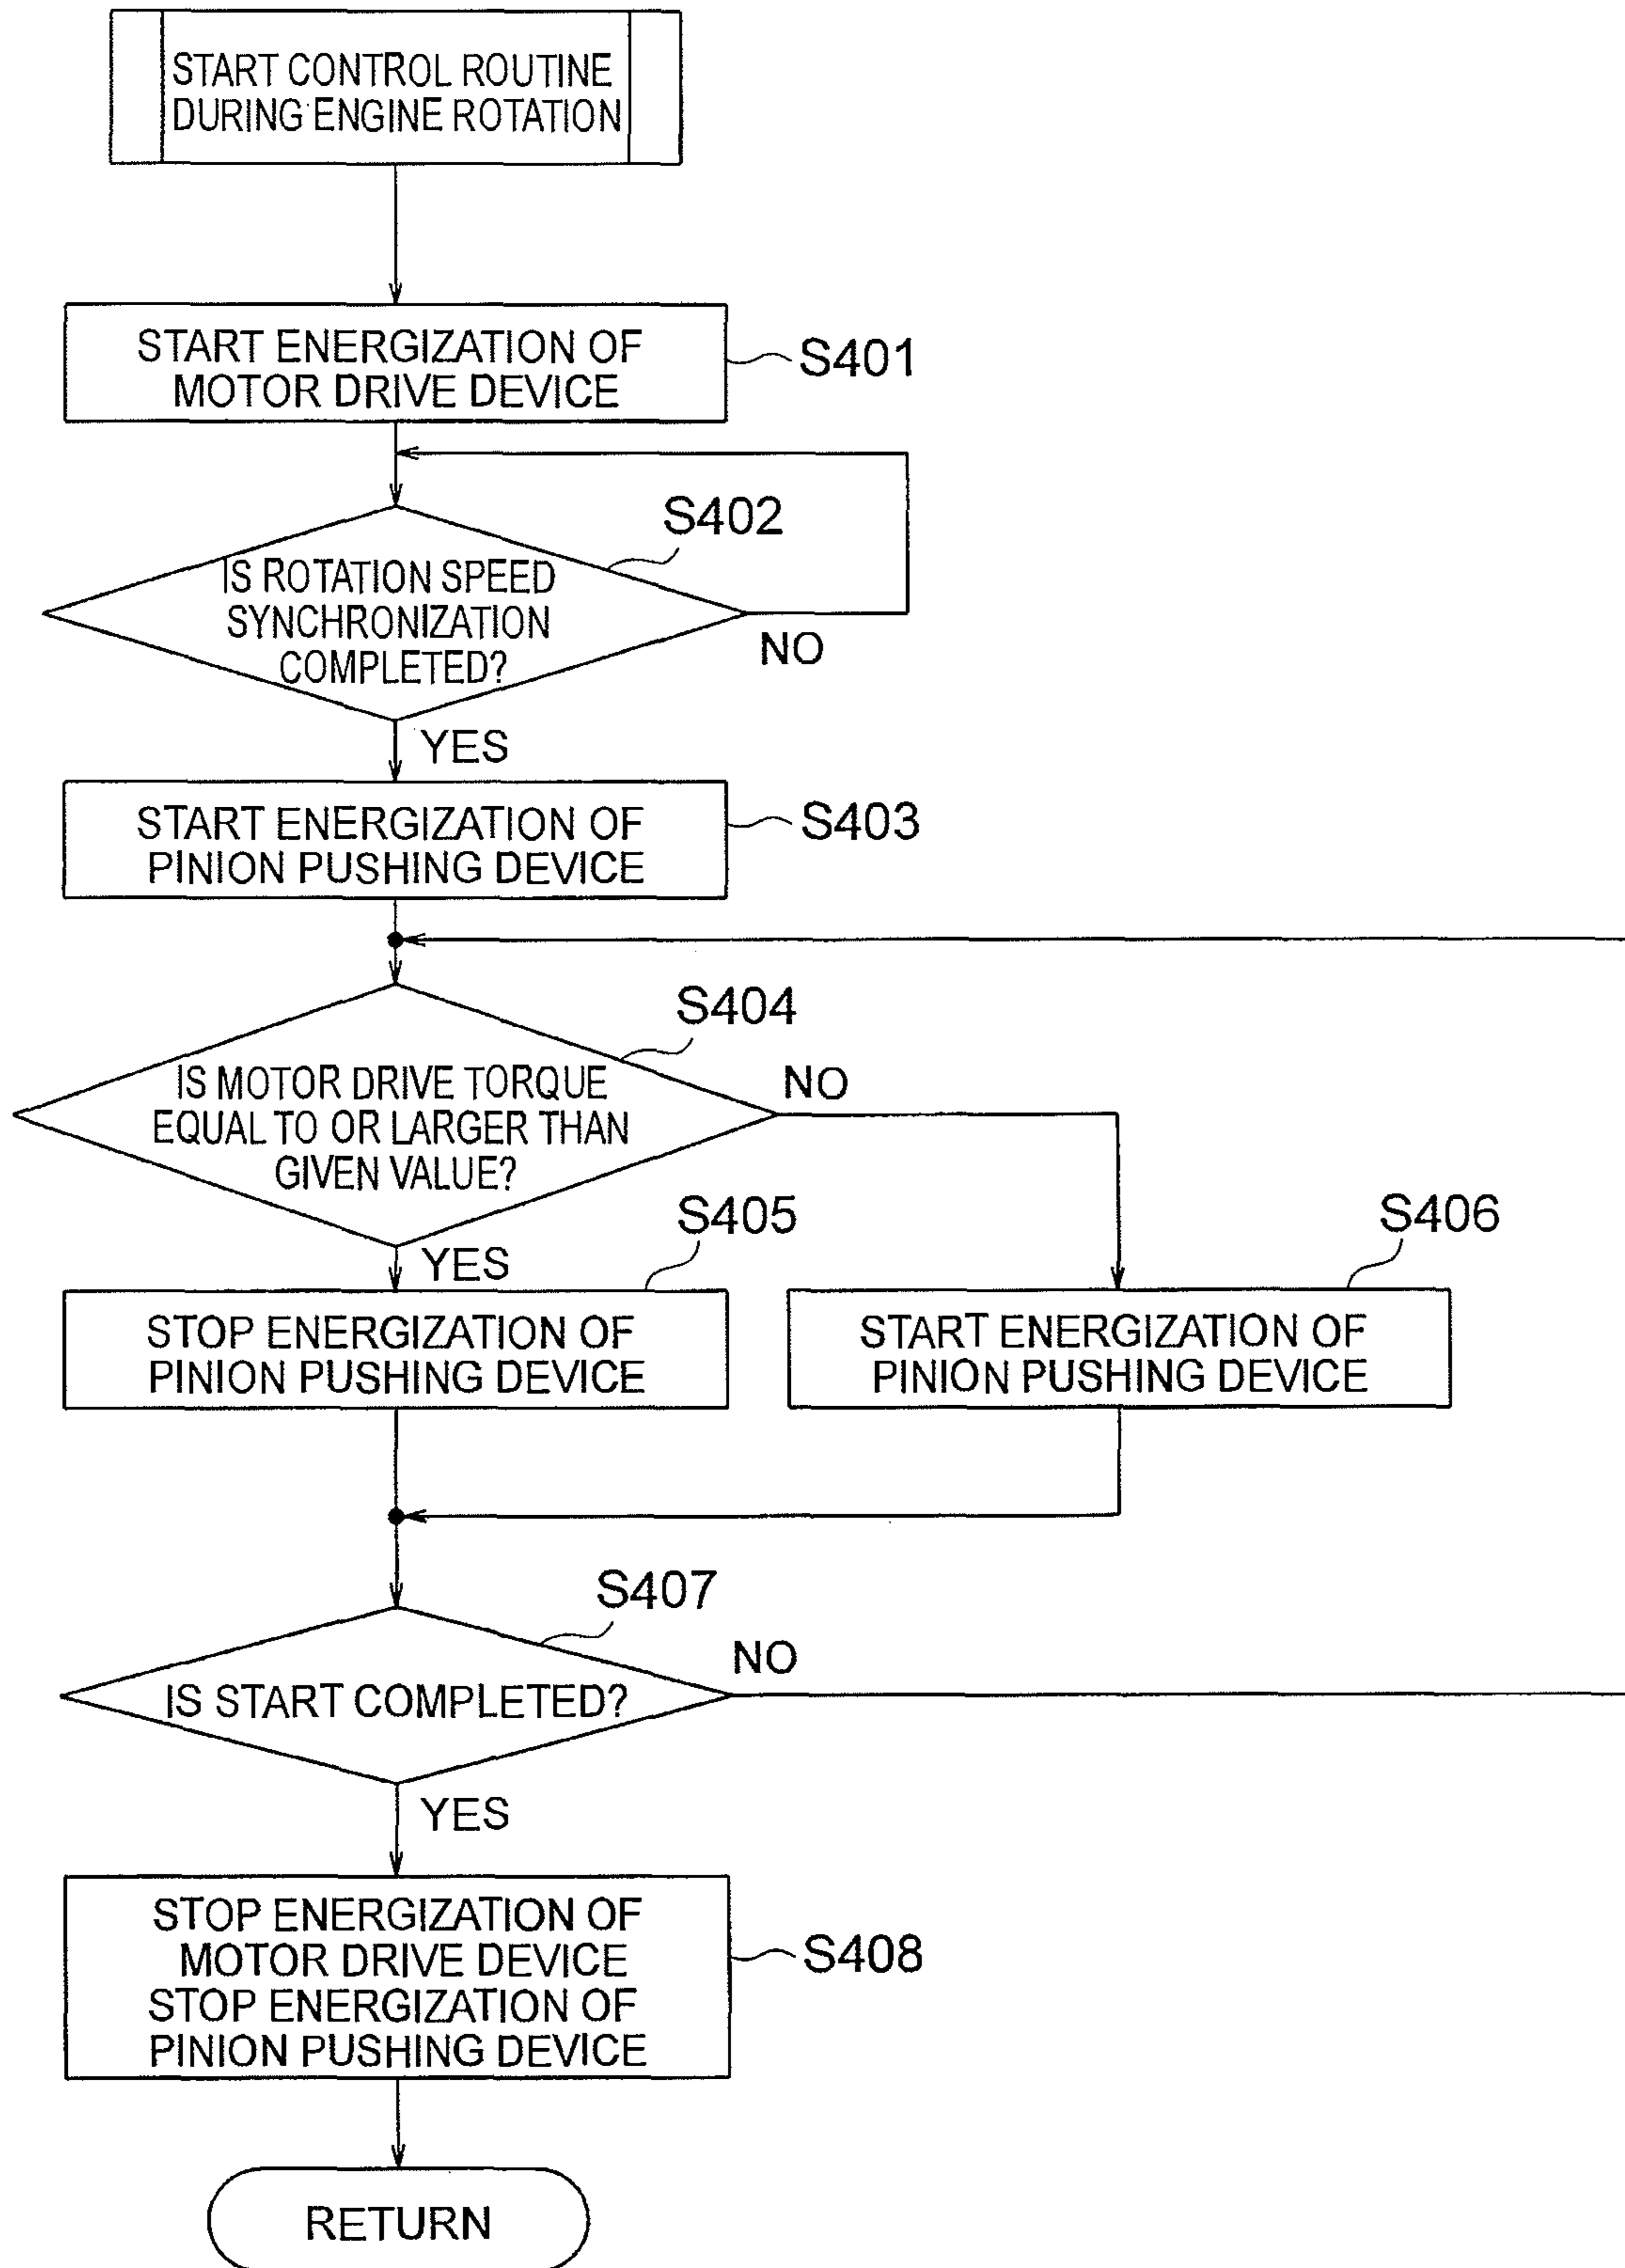 START CONTROL ROUTINE
DURING ENGINE ROTATION
START ENERGIZATION OF
MOTOR DRIVE DEVICE
S401
S402
IS ROTATION SPEED
SYNCHRONIZATION
COMPLETED?
NO
YES
START ENERGIZATION OF
PINION PUSHING DEVICE
S403
S404
IS MOTOR DRIVE TORQUE
EQUAL TO OR LARGER THAN
GIVEN VALUE?
NO
YES
S405
STOP ENERGIZATION OF
PINION PUSHING DEVICE
S406
START ENERGIZATION OF
PINION PUSHING DEVICE
S407
IS START COMPLETED?
NO
YES
STOP ENERGIZATION OF
MOTOR DRIVE DEVICE
STOP ENERGIZATION OF
PINION PUSHING DEVICE
S408
RETURN